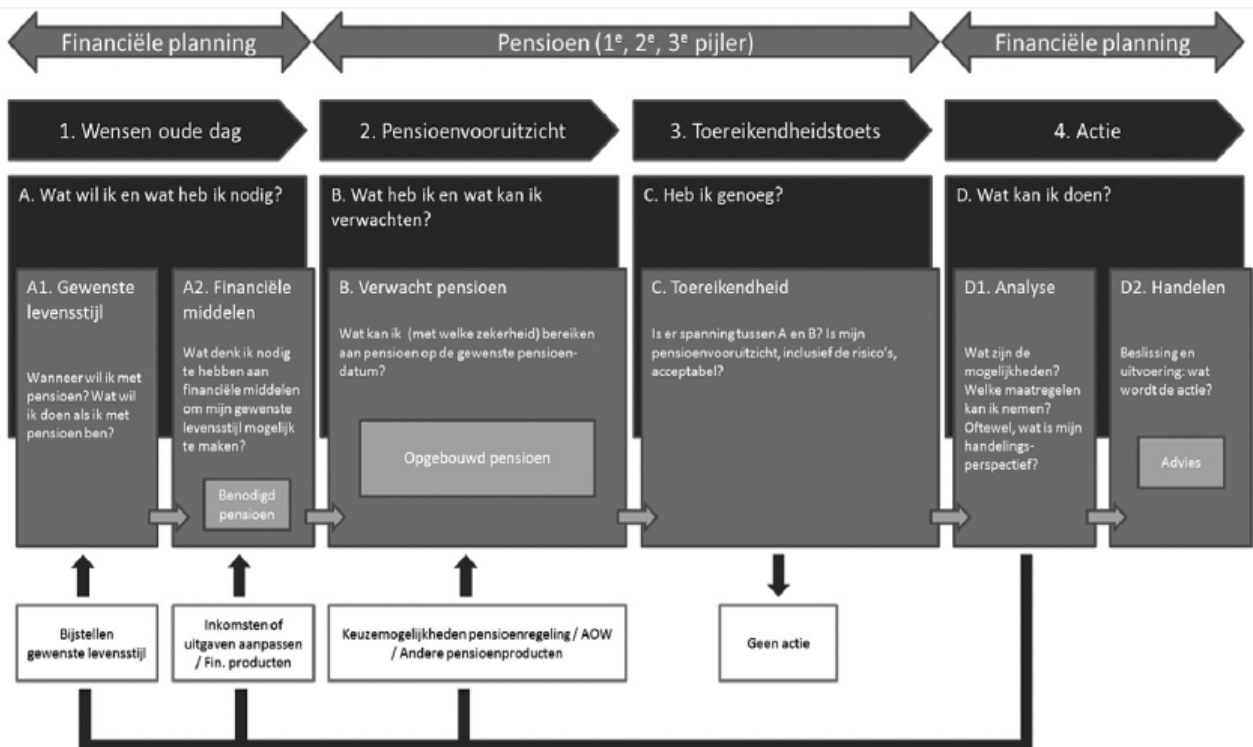 Financiële planning
Pensioen (1e, 2e, 3e pijler)
Financiële planning
1. Wensen oude dag
2. Pensioenvooruitzicht
3. Toereikendheidstoets
4. Actie
A. Wat wil ik en wat heb ik nodig?
B. Wat heb ik en wat kan ik
verwachten?
C. Heb ik genoeg?
D. Wat kan ik doen?
A1. Gewenste
levensstijl
Wanneer wil ik met
pensioen? Wat wil
ik doen als ik met
pensioen ben?
A2. Financiële
middelen
Wat denk ik nodig
te hebben aan
financiële middelen
om mijn gewenste
levensstijl mogelijk
te maken?
Benodigd
pensioen
B. Verwacht pensioen
Wat kan ik (met welke zekerheid) bereiken
aan pensioen op de gewenste pensioen-
datum?
Opgebouwd pensioen
C. Toereikendheid
Is er spanning tussen A en B? Is mijn
pensioenvooruitzicht, inclusief de risico's,
acceptabel?
D1. Analyse
Wat zijn de
mogelijkheden?
Welke maatregelen
kan ik nemen?
Oftewel, wat is mijn
handelings-
perspectief?
D2. Handelen
Beslissing en
uitvoering: wat
wordt de actie?
Advies
Bijstellen
gewenste levensstijl
Inkomsten of
uitgaven aanpassen
/ Fin. producten
Keuzemogelijkheden pensioenregeling / AOW
/ Andere pensioenproducten
Geen actie